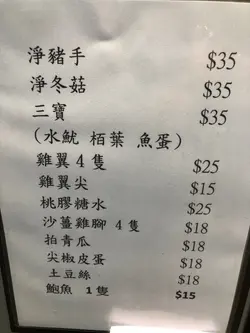 淨豬手 $35
淨冬菇 $35
三寶 $35
(水魷 栢葉 魚蛋)
雞翼4隻 $25
雞翼尖 $15
桃膠糖水 $25
沙薑雞腳 4隻 $18
拍青瓜 $18
尖椒皮蛋 $18
土豆絲 $18
鮑魚 1隻 $15